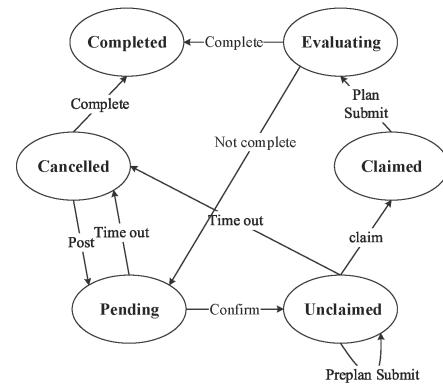 Completed
Complete
Evaluating
Plan
Submit
Complete
Not complete
Cancelled
Claimed
Time out
Post
Time out
claim
Pending
Confirm
Unclaimed
Preplan Submit